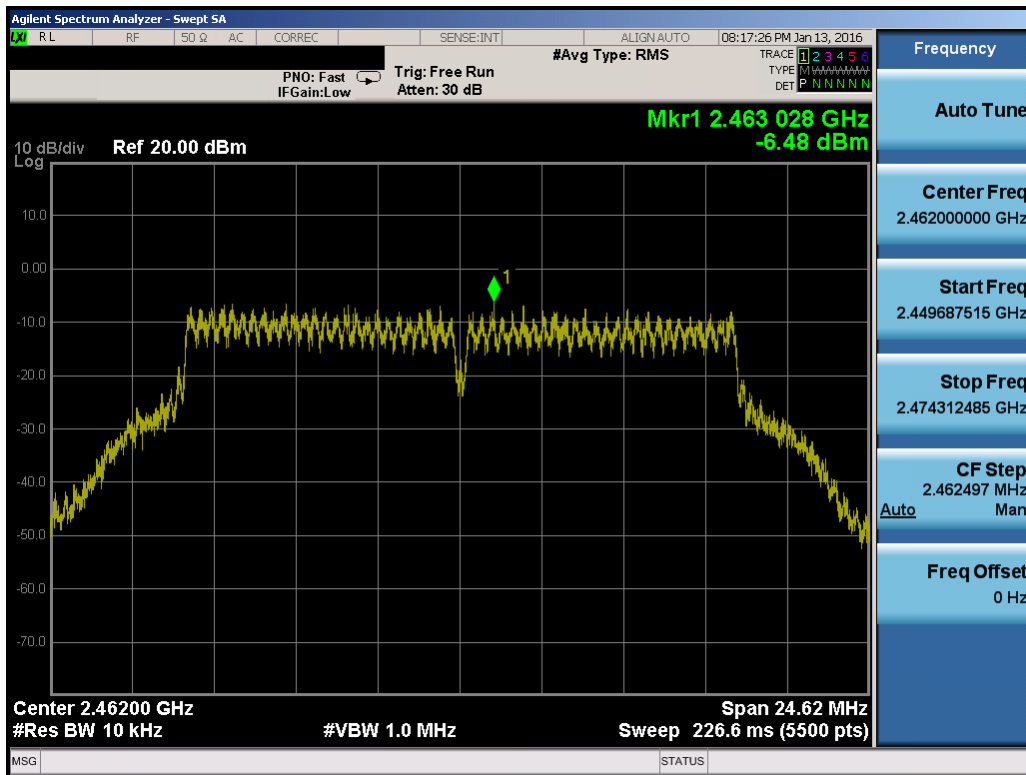 Agilent Spectrum Analyzer - Swept SA
LXI RL RF 50 Ω AC CORREC SENSE:INT ALIGN AUTO 08:17:26 PM Jan 13, 2016
#Avg Type: RMS
TRACE 1 2 3 4 5 6
TYPE M WWWWW
DET P N N N N N
PNO: Fast
IFGain:Low
Trig: Free Run
Atten: 30 dB
Mkr1 2.463 028 GHz
-6.48 dBm
10 dB/div Ref 20.00 dBm
Log
10.0
0.00
-10.0
-20.0
-30.0
-40.0
-50.0
-60.0
-70.0
1
Center 2.46200 GHz Span 24.62 MHz
#Res BW 10 kHz #VBW 1.0 MHz Sweep 226.6 ms (5500 pts)
MSG STATUS
Frequency
Auto Tune
Center Freq
2.462000000 GHz
Start Freq
2.449687515 GHz
Stop Freq
2.474312485 GHz
CF Step
2.462497 MHz
Auto Man
Freq Offset
0 Hz